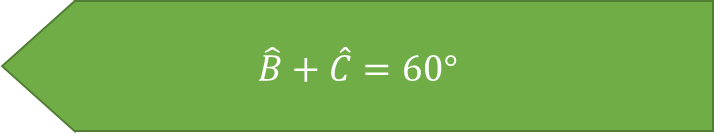 B̂ + Ĉ = 60°